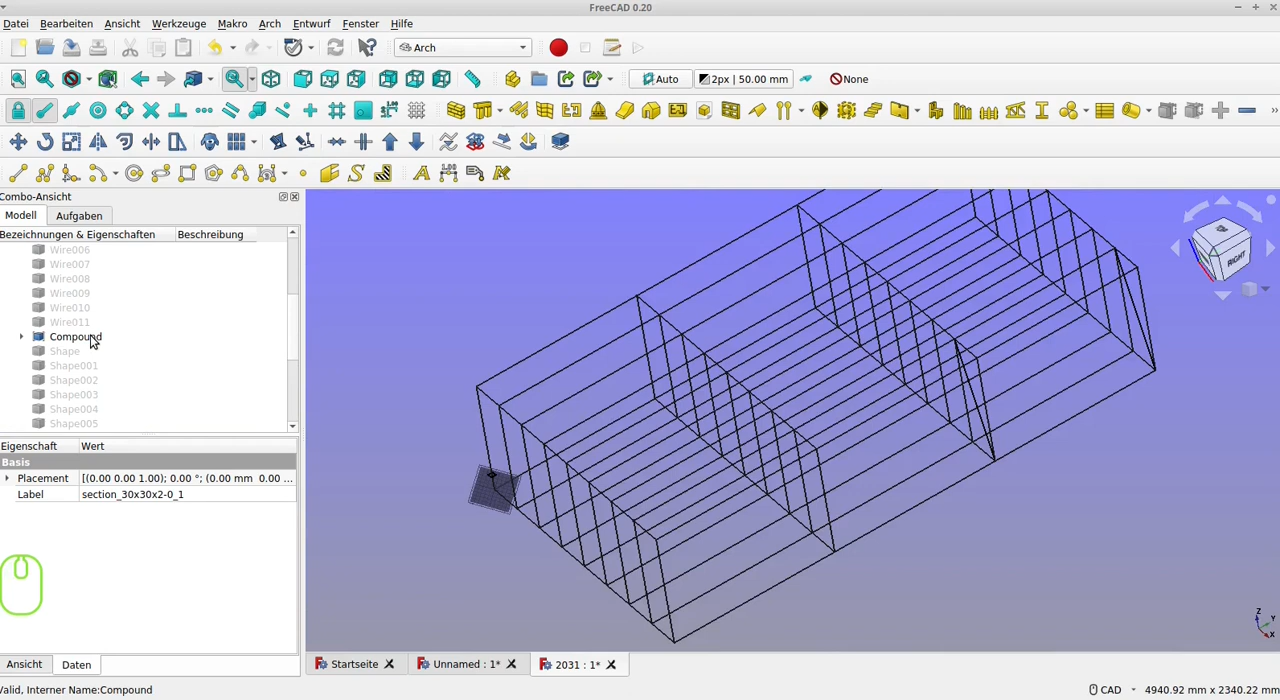 FreeCAD 0.20
Datei Bearbeiten Ansicht Werkzeuge Makro Arch Entwurf Fenster Hilfe
Arch
Auto 2px | 50.00 mm None
Combo-Ansicht
Modell Aufgaben
Bezeichnungen & Eigenschaften Beschreibung
Wire006
Wire007
Wire008
Wire009
Wire010
Wire011
Compound
Shape
Shape001
Shape002
Shape003
Shape004
Shape005
Eigenschaft Wert
Basis
Placement [(0.00 0.00 1.00); 0.00 °; (0.00 mm 0.00 ...
Label section_30x30x2-0_1
RIGHT
Z
Y
X
Ansicht Daten
Startseite Unnamed : 1* 2031 : 1*
Valid, Interner Name:Compound CAD 4940.92 mm x 2340.22 mm